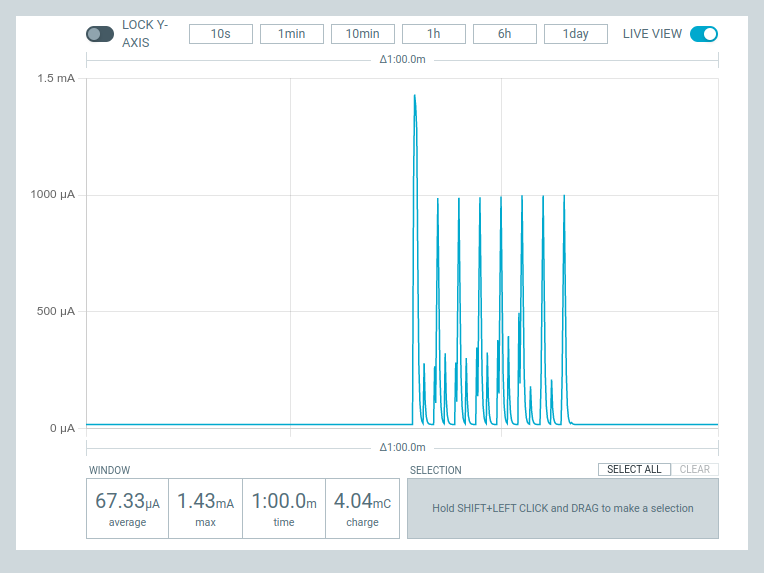 LOCK Y-
AXIS
10s
1min
10min
1h
6h
1day
LIVE VIEW
Δ1:00.0m
1.5 mA
1000 µA
500 µA
0 µA
Δ1:00.0m
WINDOW
SELECTION
SELECT ALL
CLEAR
67.33µA
average
1.43mA
max
1:00.0m
time
4.04mC
charge
Hold SHIFT+LEFT CLICK and DRAG to make a selection